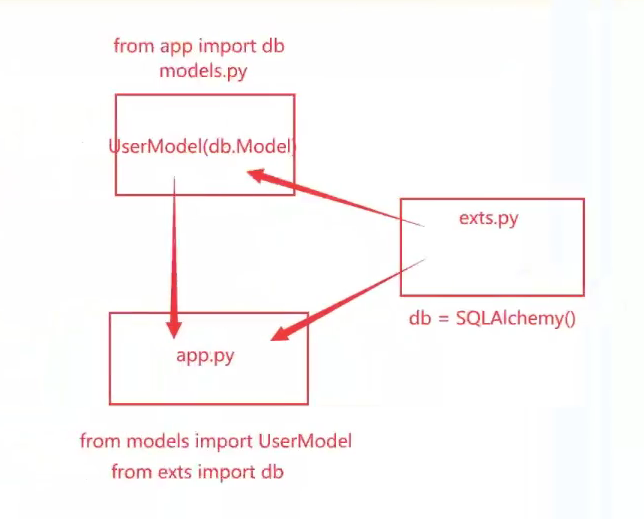 from app import db
models.py
UserModel(db.Model)
exts.py
db = SQLAlchemy()
app.py
from models import UserModel
from exts import db